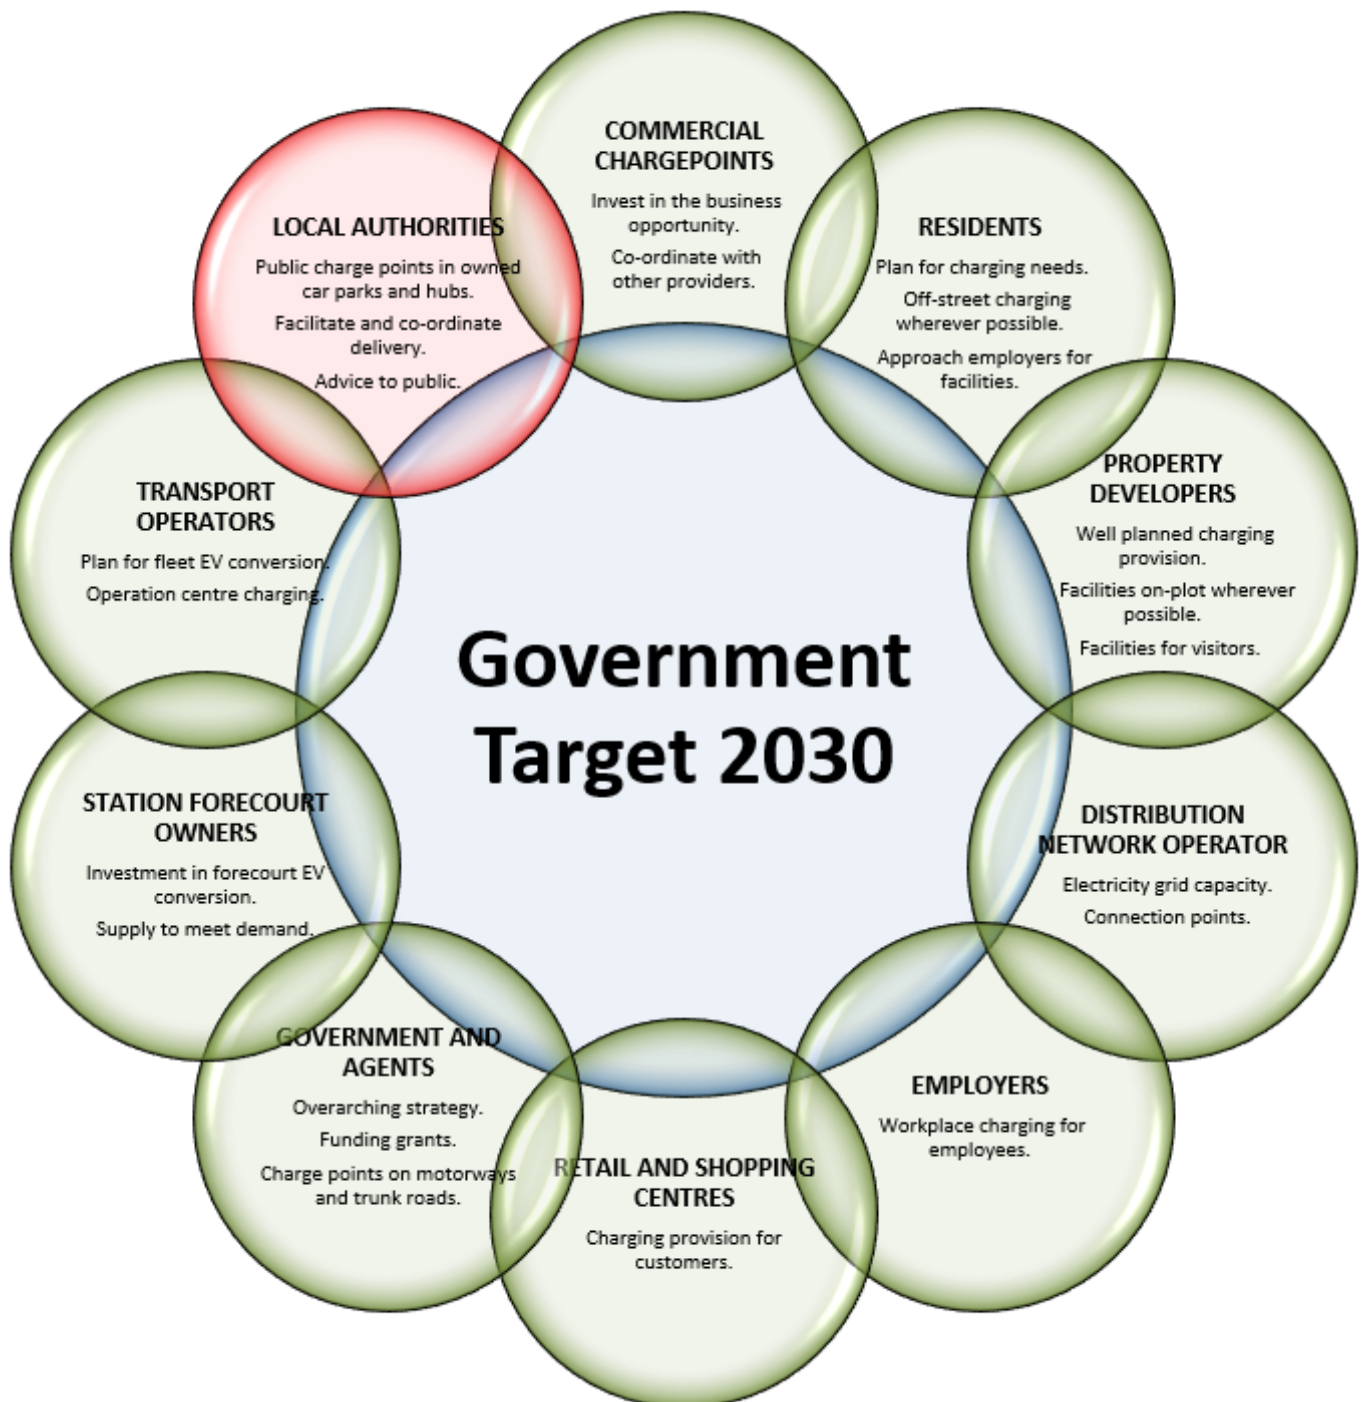 COMMERCIAL
CHARGEPOINTS
Invest in the business
opportunity.
Co-ordinate with
other providers.
RESIDENTS
Plan for charging needs.
Off-street charging
wherever possible.
Approach employers for
facilities.
PROPERTY
DEVELOPERS
Well planned charging
provision.
Facilities on-plot wherever
possible.
Facilities for visitors.
DISTRIBUTION
NETWORK OPERATOR
Electricity grid capacity.
Connection points.
EMPLOYERS
Workplace charging for
employees.
RETAIL AND SHOPPING
CENTRES
Charging provision for
customers.
GOVERNMENT AND
AGENTS
Overarching strategy.
Funding grants.
Charge points on motorways
and trunk roads.
STATION FORECOURT
OWNERS
Investment in forecourt EV
conversion.
Supply to meet demand.
TRANSPORT
OPERATORS
Plan for fleet EV conversion.
Operation centre charging.
LOCAL AUTHORITIES
Public charge points in owned
car parks and hubs.
Facilitate and co-ordinate
delivery.
Advice to public.
Government
Target 2030